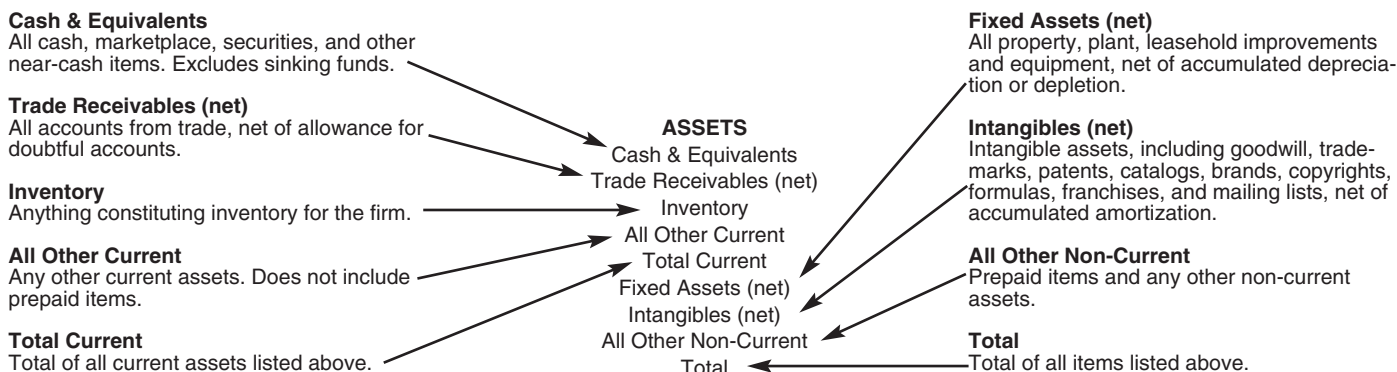 Cash & Equivalents
All cash, marketplace, securities, and other
near-cash items. Excludes sinking funds.
Trade Receivables (net)
All accounts from trade, net of allowance for
doubtful accounts.
Inventory
Anything constituting inventory for the firm.
All Other Current
Any other current assets. Does not include
prepaid items.
Total Current
Total of all current assets listed above.
ASSETS
Cash & Equivalents
Trade Receivables (net)
Inventory
All Other Current
Total Current
Fixed Assets (net)
Intangibles (net)
All Other Non-Current
Total
Fixed Assets (net)
All property, plant, leasehold improvements
and equipment, net of accumulated deprecia-
tion or depletion.
Intangibles (net)
Intangible assets, including goodwill, trade-
marks, patents, catalogs, brands, copyrights,
formulas, franchises, and mailing lists, net of
accumulated amortization.
All Other Non-Current
Prepaid items and any other non-current
assets.
Total
Total of all items listed above.